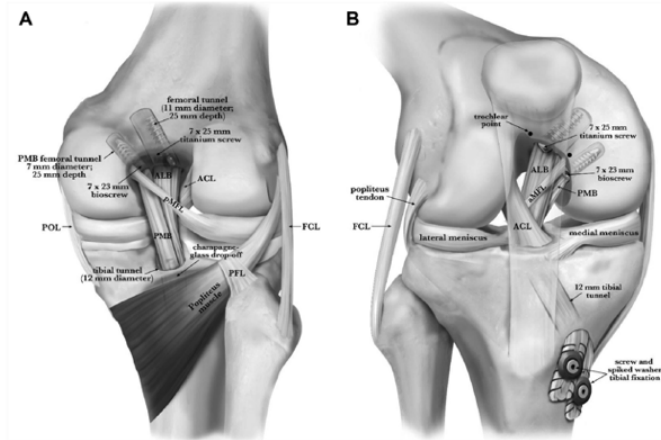 A
femoral tunnel
(11 mm diameter;
25 mm depth)
7 x 25 mm
titanium screw
PMB femoral tunnel
7 mm diameter;
25 mm depth
7 x 23 mm
bioscrew
ALB
ACL
pMFL
POL
PMB
FCL
champagne-
glass drop-off
tibial tunnel
(12 mm diameter)
PFL
Popliteus
muscle
B
trochlear
point
7 x 25 mm
titanium screw
7 x 23 mm
bioscrew
ALB
aMFL
PMB
popliteus
tendon
FCL
ACL
lateral meniscus
medial meniscus
12 mm tibial
tunnel
screw and
spiked washer
tibial fixation